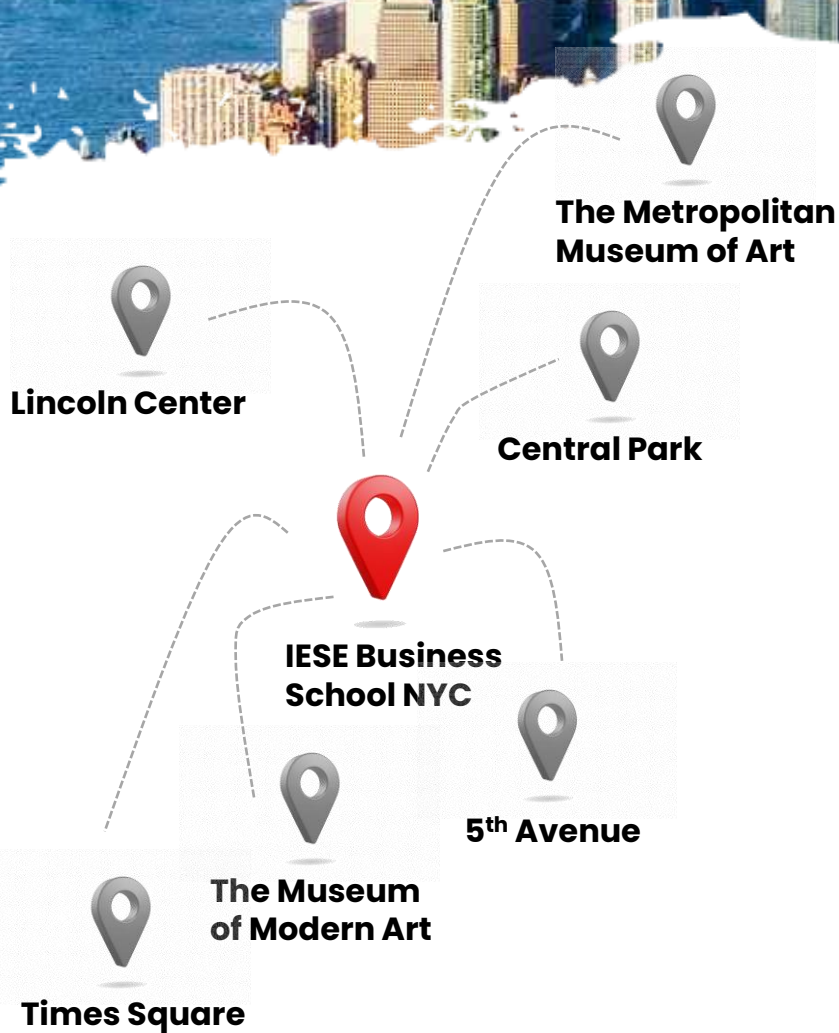 The Metropolitan
Museum of Art
Lincoln Center
Central Park
IESE Business
School NYC
5th Avenue
The Museum
of Modern Art
Times Square